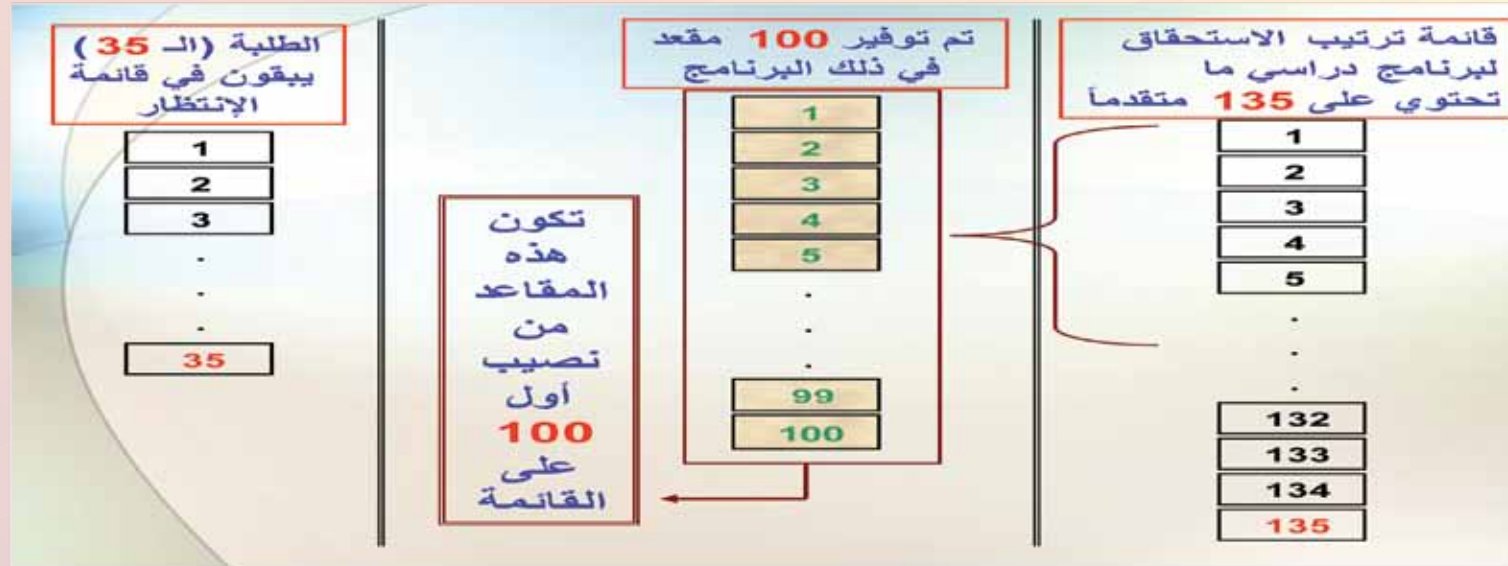 قائمة ترتيب الاستحقاق
لبرنامج دراسي ما
تحتوي على 135 متقدماً
1
2
3
4
5
.
.
.
132
133
134
135
تم توفير 100 مقعد
في ذلك البرنامج
1
2
3
4
5
.
.
.
99
100
تكون
هذه
المقاعد
من
نصيب
أول
100
على
القائمة
الطلبة (الـ 35)
يبقون في قائمة
الإنتظار
1
2
3
.
.
.
35